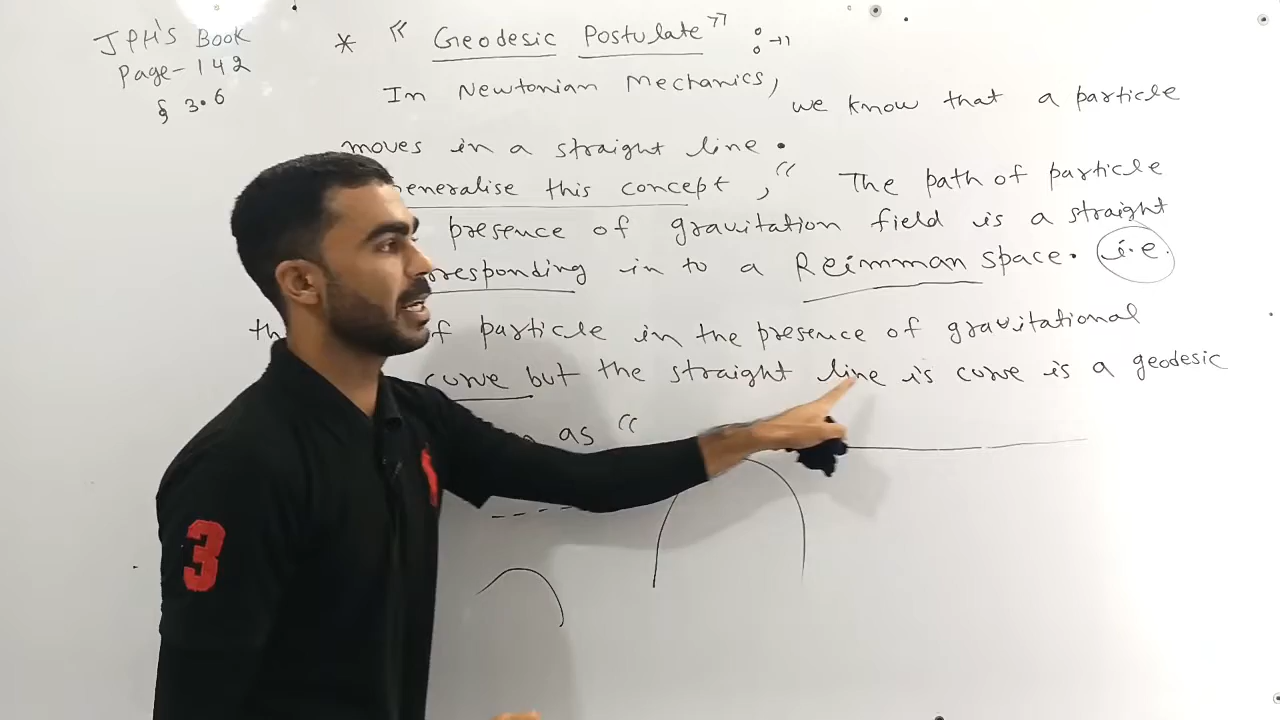 JPH'S Book
Page-142
§ 3.6
* " Geodesic Postulate" :→
In Newtonian Mechanics,
we know that a particle
moves in a straight line.
eneralise this concept, " The path of particle
presence of gravitation field is a straight
rresponding in to a Reimman space. i.e.
th f particle in the presence of gravitational
curve but the straight line is curve is a geodesic
as "
3